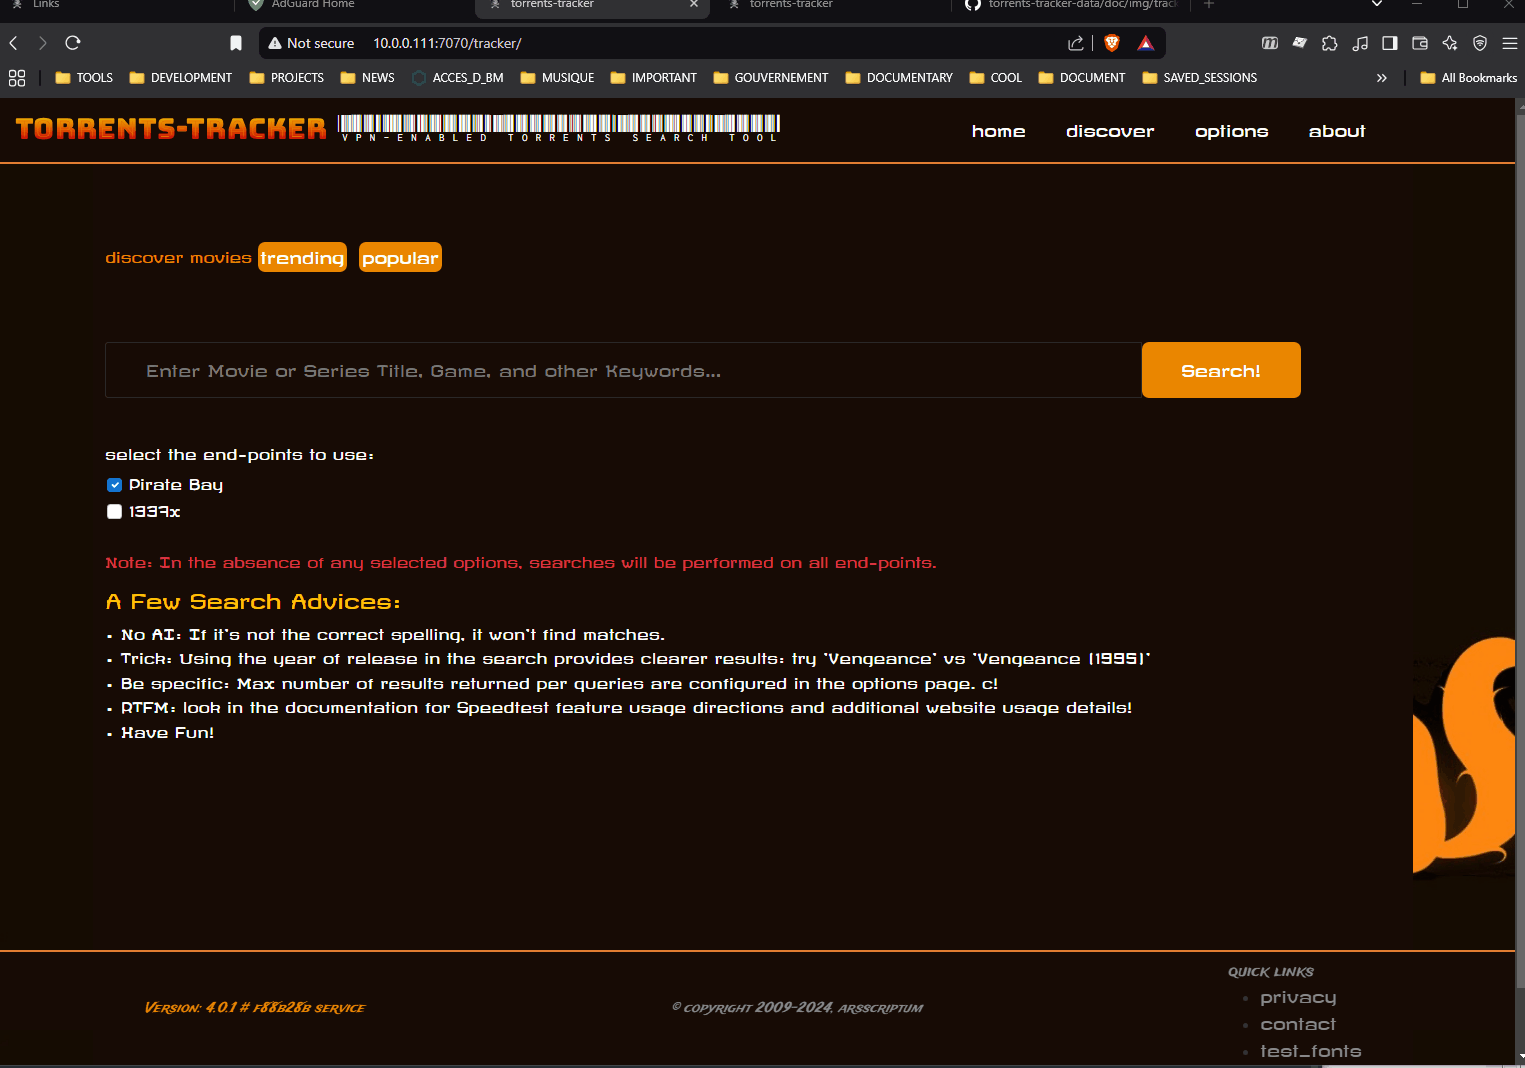 Links
AdGuard Home
torrents-tracker
torrents-tracker
torrents-tracker-data/doc/img/trac
Not secure 10.0.0.111:7070/tracker/
TOOLS DEVELOPMENT PROJECTS NEWS ACCES_D_BM MUSIQUE IMPORTANT GOUVERNEMENT DOCUMENTARY COOL DOCUMENT SAVED_SESSIONS » All Bookmarks
TORRENTS-TRACKER
VPN-ENABLED TORRENTS SEARCH TOOL
home discover options about
discover movies trending popular
Enter Movie or Series Title, Game, and other Keywords... Search!
select the end-points to use:
Pirate Bay
1337x
Note: In the absence of any selected options, searches will be performed on all end-points.
A Few Search Advices:
• No AI: If it's not the correct spelling, it won't find matches.
• Trick: Using the year of release in the search provides clearer results: try 'Vengeance' vs 'Vengeance (1995)'
• Be specific: Max number of results returned per queries are configured in the options page. c!
• RTFM: look in the documentation for Speedtest feature usage directions and additional website usage details!
• Have Fun!
Version: 4.0.1 # f88b28b service
© copyright 2009-2024, arsscriptum
QUICK LINKS
• privacy
• contact
• test_fonts